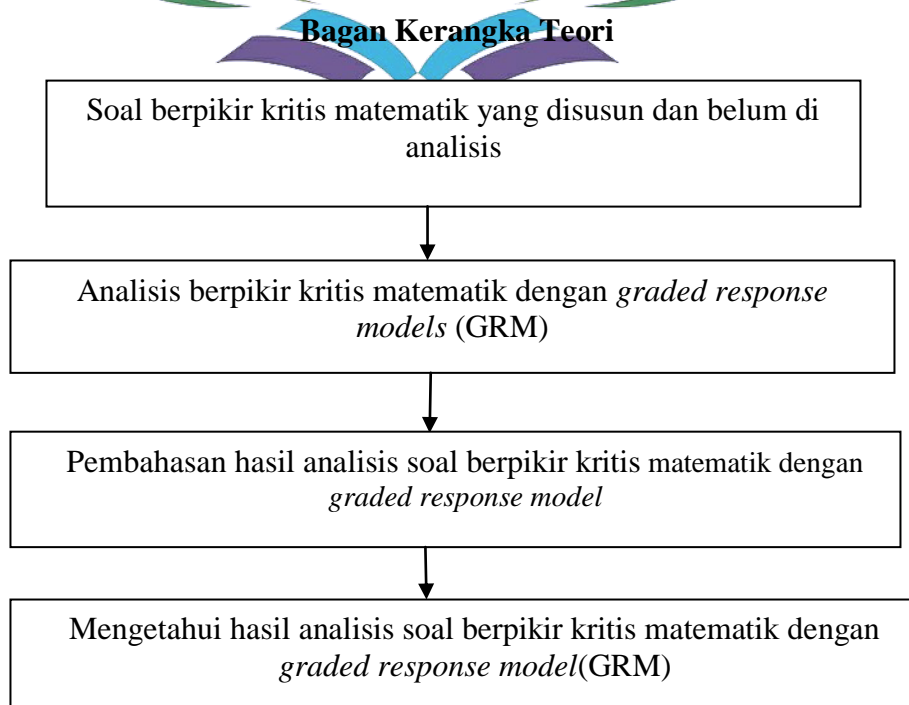 Bagan Kerangka Teori
Soal berpikir kritis matematik yang disusun dan belum di
analisis
Analisis berpikir kritis matematik dengan graded response
models (GRM)
Pembahasan hasil analisis soal berpikir kritis matematik dengan
graded response model
Mengetahui hasil analisis soal berpikir kritis matematik dengan
graded response model(GRM)